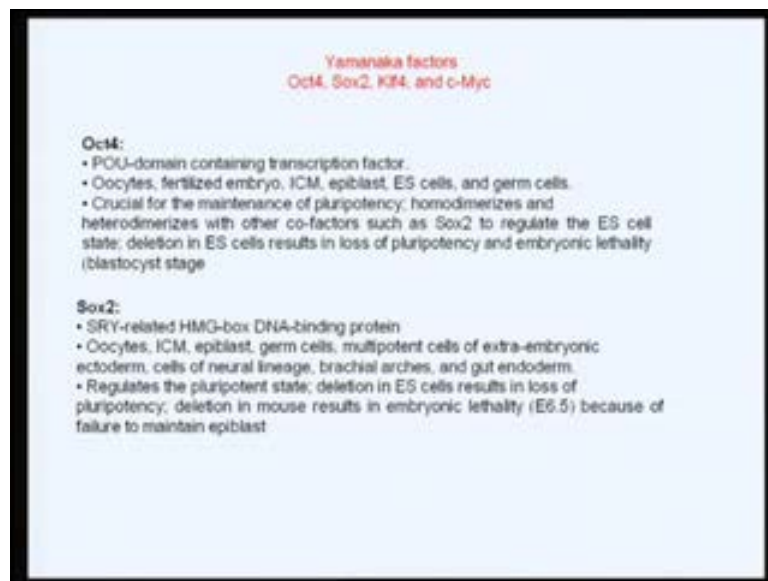 Yamanaka factors
Oct4, Sox2, Klf4, and c-Myc
Oct4:
• POU-domain containing transcription factor.
• Oocytes, fertilized embryo, ICM, epiblast, ES cells, and germ cells.
• Crucial for the maintenance of pluripotency; homodimerizes and
heterodimerizes with other co-factors such as Sox2 to regulate the ES cell
state; deletion in ES cells results in loss of pluripotency and embryonic lethality
(blastocyst stage
Sox2:
• SRY-related HMG-box DNA-binding protein
• Oocytes, ICM, epiblast, germ cells, multipotent cells of extra-embryonic
ectoderm, cells of neural lineage, brachial arches, and gut endoderm.
• Regulates the pluripotent state; deletion in ES cells results in loss of
pluripotency; deletion in mouse results in embryonic lethality (E6.5) because of
failure to maintain epiblast